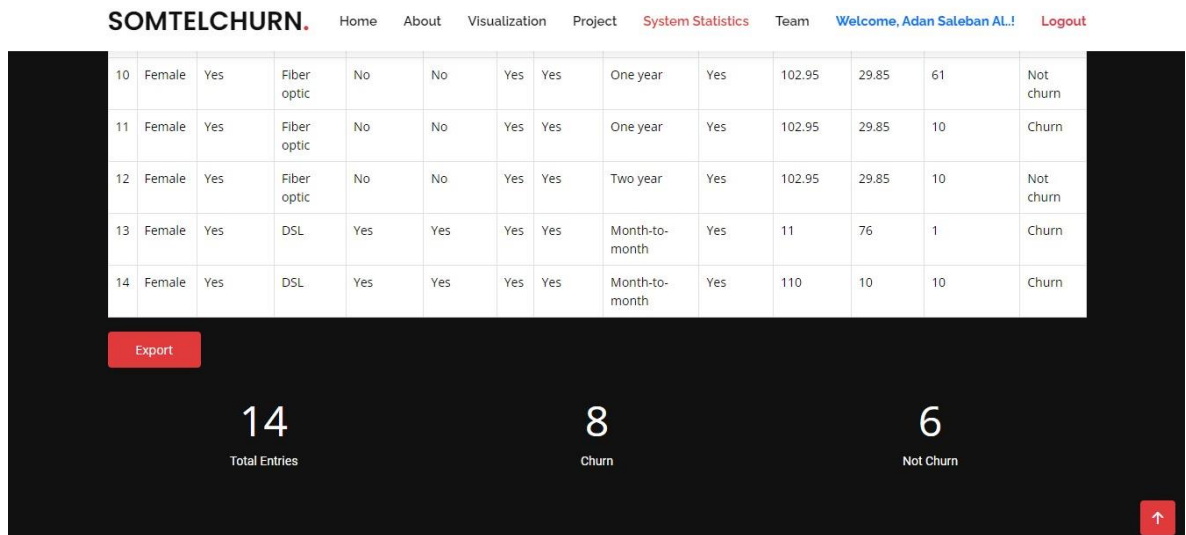 SOMTELCHURN. Home About Visualization Project System Statistics Team Welcome, Adan Saleban Al..! Logout
10 Female Yes Fiber optic No No Yes Yes One year Yes 102.95 29.85 61 Not churn
11 Female Yes Fiber optic No No Yes Yes One year Yes 102.95 29.85 10 Churn
12 Female Yes Fiber optic No No Yes Yes Two year Yes 102.95 29.85 10 Not churn
13 Female Yes DSL Yes Yes Yes Yes Month-to-month Yes 11 76 1 Churn
14 Female Yes DSL Yes Yes Yes Yes Month-to-month Yes 110 10 10 Churn
Export
14 8 6
Total Entries Churn Not Churn